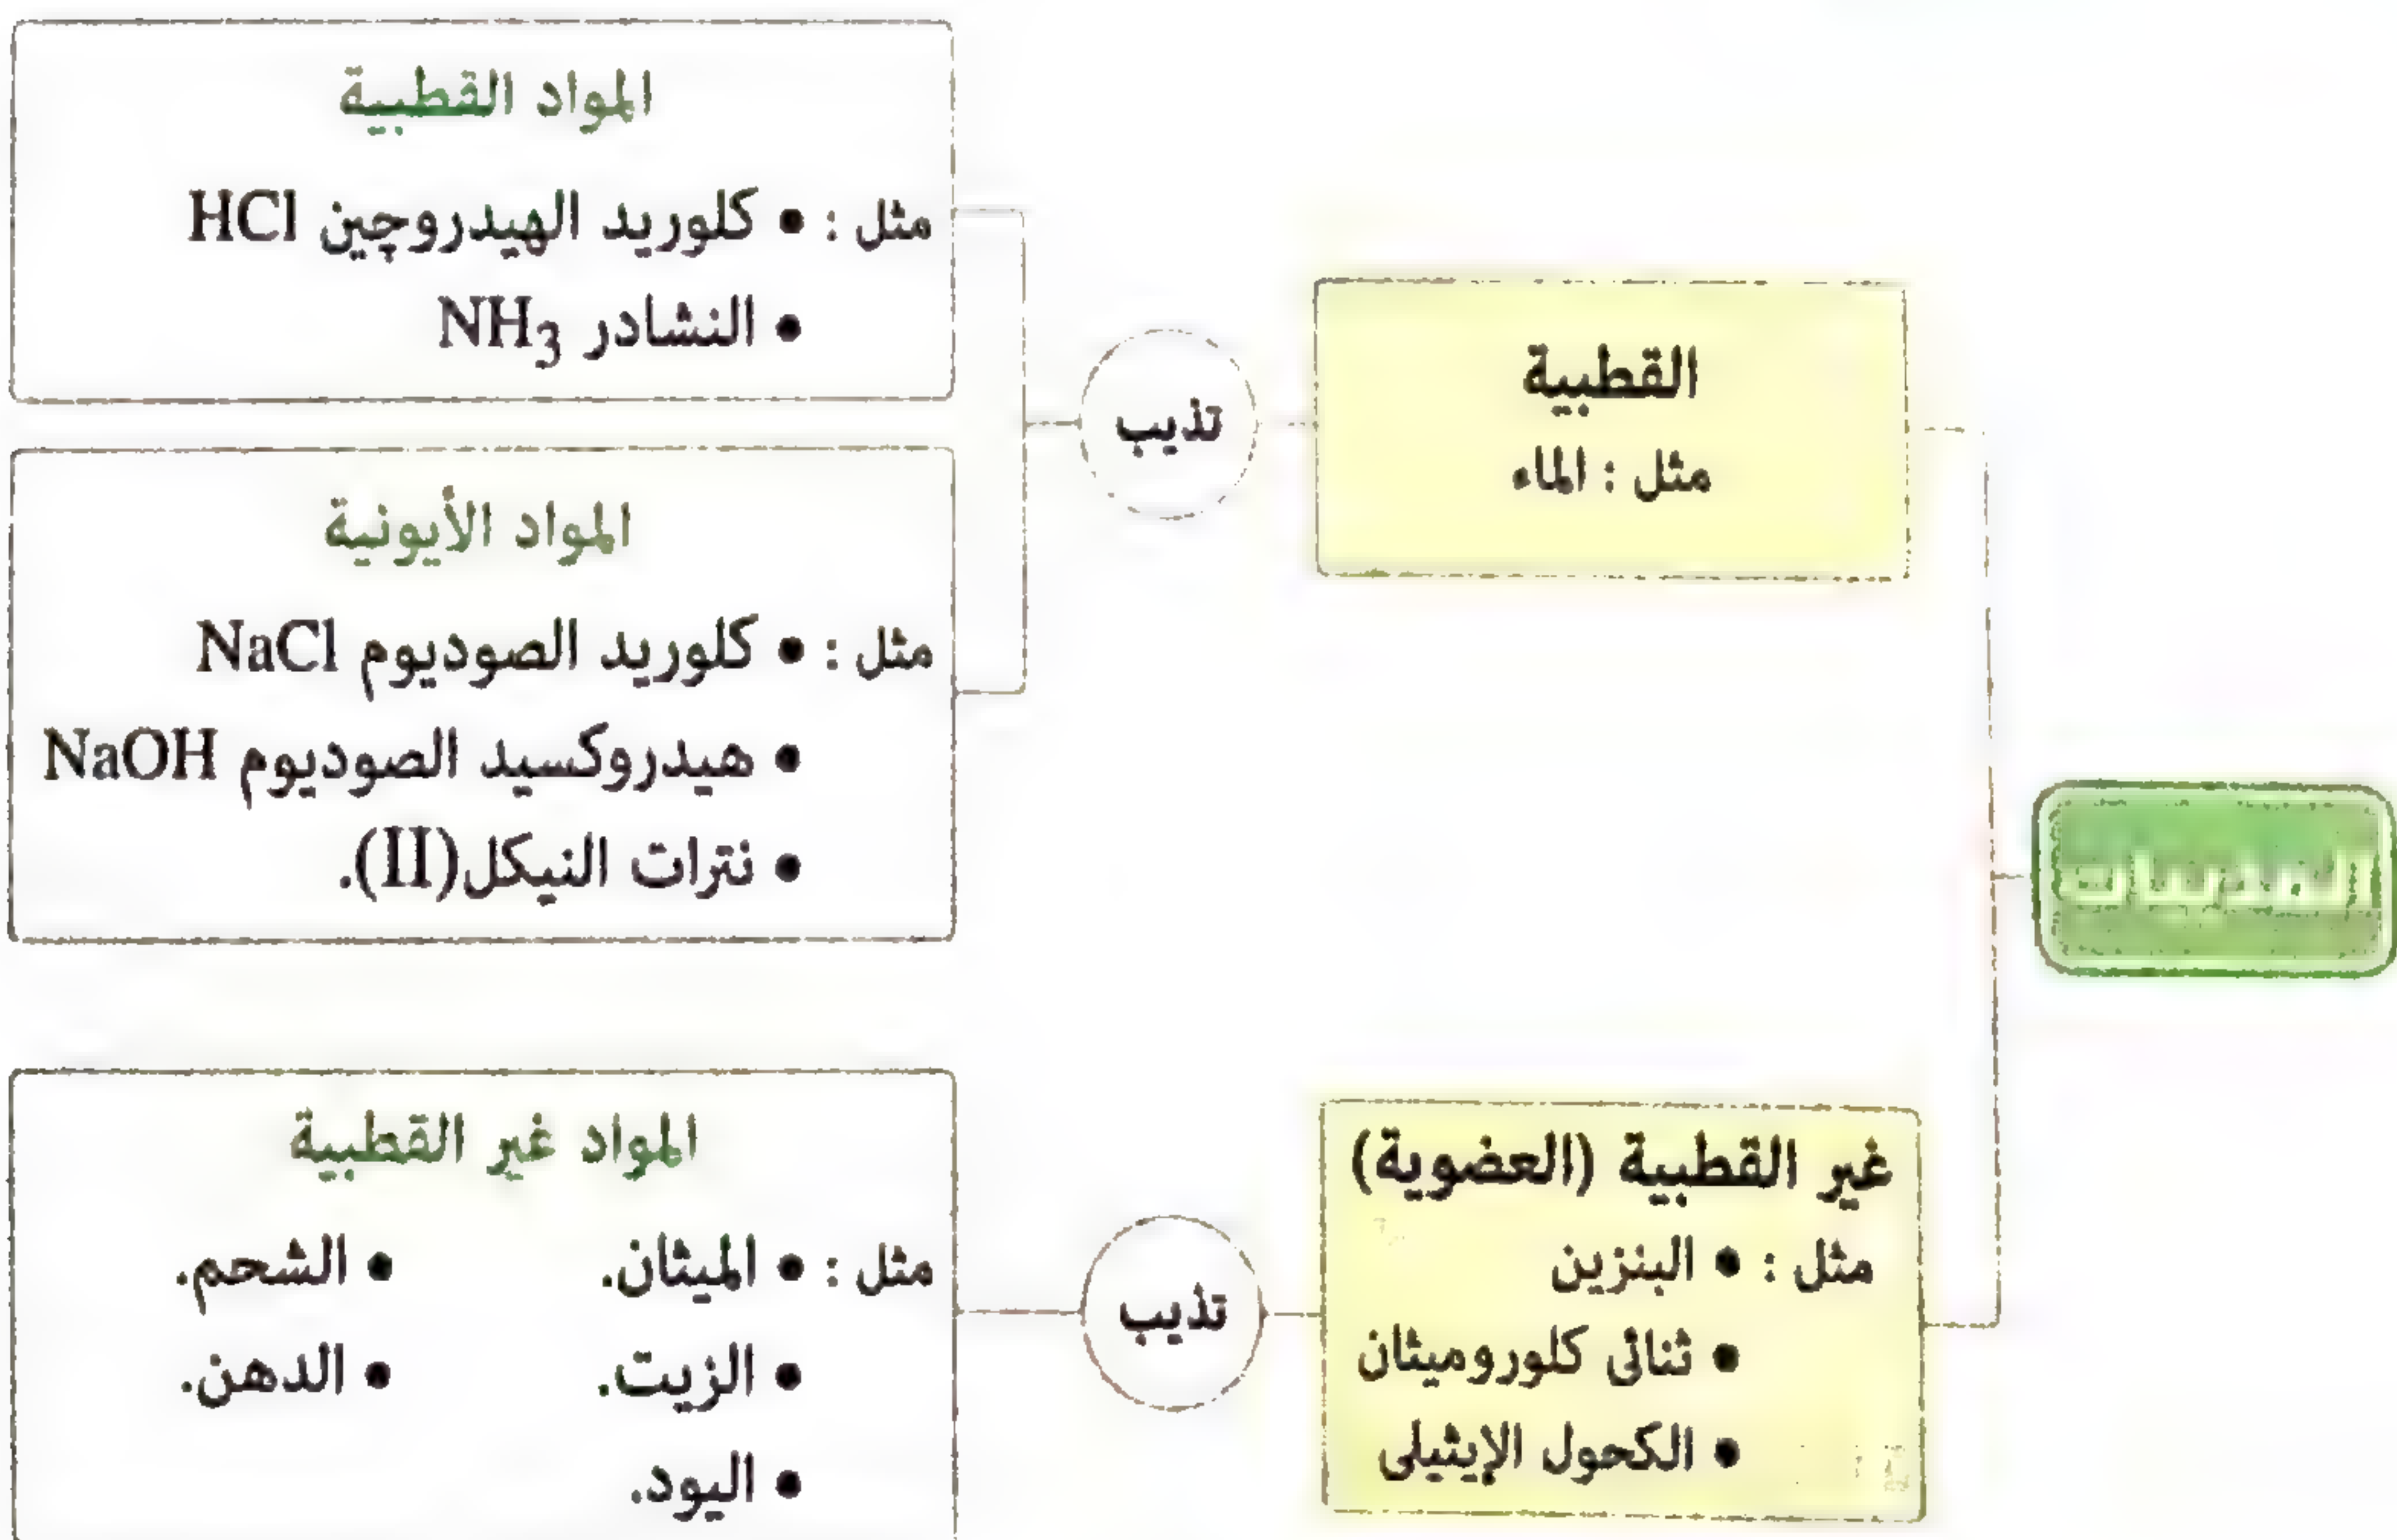 المذيبات
القطبية
مثل : الماء
تذيب
المواد القطبية
مثل : • كلوريد الهيدروچين HCl
• النشادر NH₃
المواد الأيونية
مثل : • كلوريد الصوديوم NaCl
• هيدروكسيد الصوديوم NaOH
• نترات النيكل(II).
غير القطبية (العضوية)
مثل : • البنزين
• ثنائى كلوروميثان
• الكحول الإيثيلى
تذيب
المواد غير القطبية
مثل : • الميثان. • الشحم.
• الزيت. • الدهن.
• اليود.